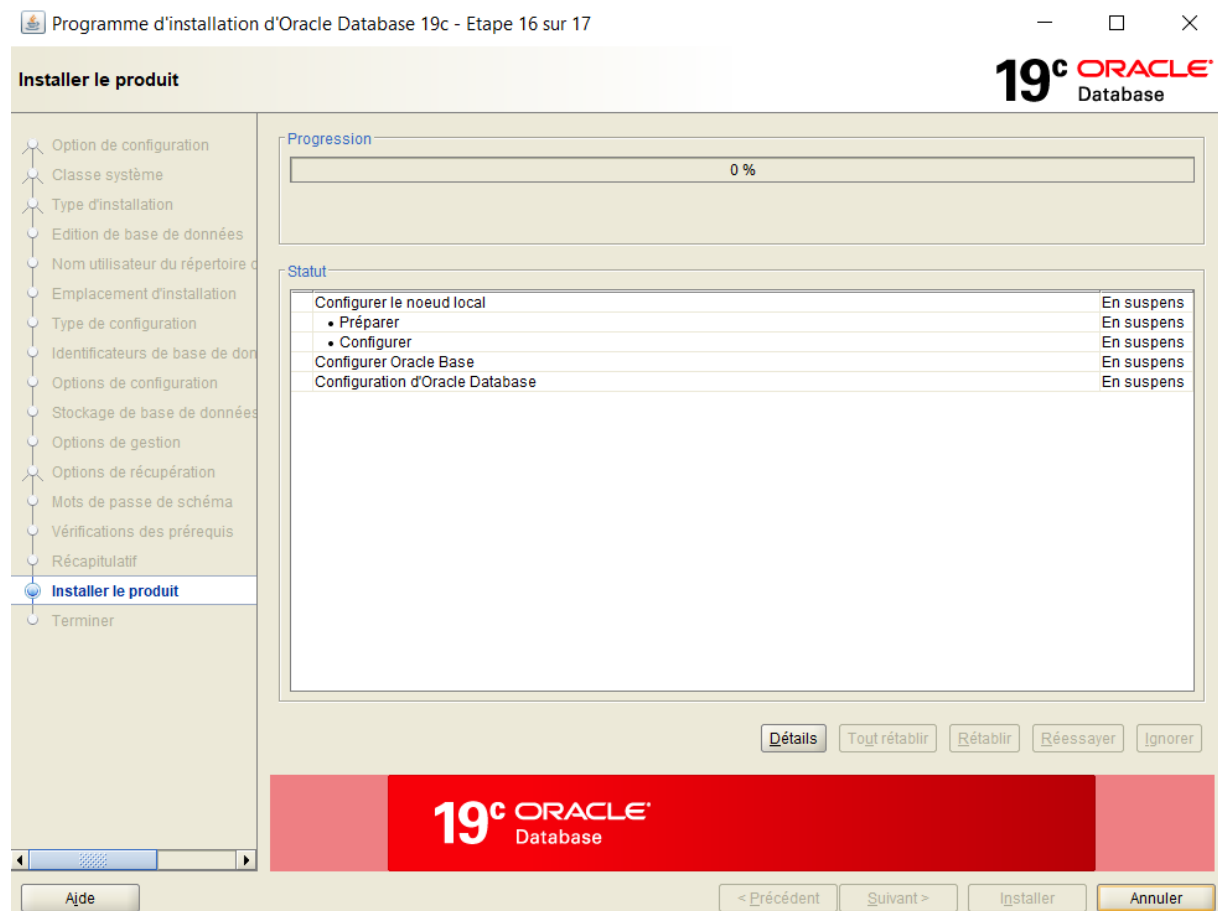 Programme d'installation d'Oracle Database 19c - Etape 16 sur 17
Installer le produit
19c ORACLE
Database
Option de configuration
Classe système
Type d'installation
Edition de base de données
Nom utilisateur du répertoire
Emplacement d'installation
Type de configuration
Identificateurs de base de don
Options de configuration
Stockage de base de données
Options de gestion
Options de récupération
Mots de passe de schéma
Vérifications des prérequis
Récapitulatif
Installer le produit
Terminer
Progression
0 %
Statut
Configurer le noeud local En suspens
• Préparer En suspens
• Configurer En suspens
Configurer Oracle Base En suspens
Configuration d'Oracle Database En suspens
Détails Tout rétablir Rétablir Réessayer Ignorer
19c ORACLE
Database
Aide < Précédent Suivant > Installer Annuler